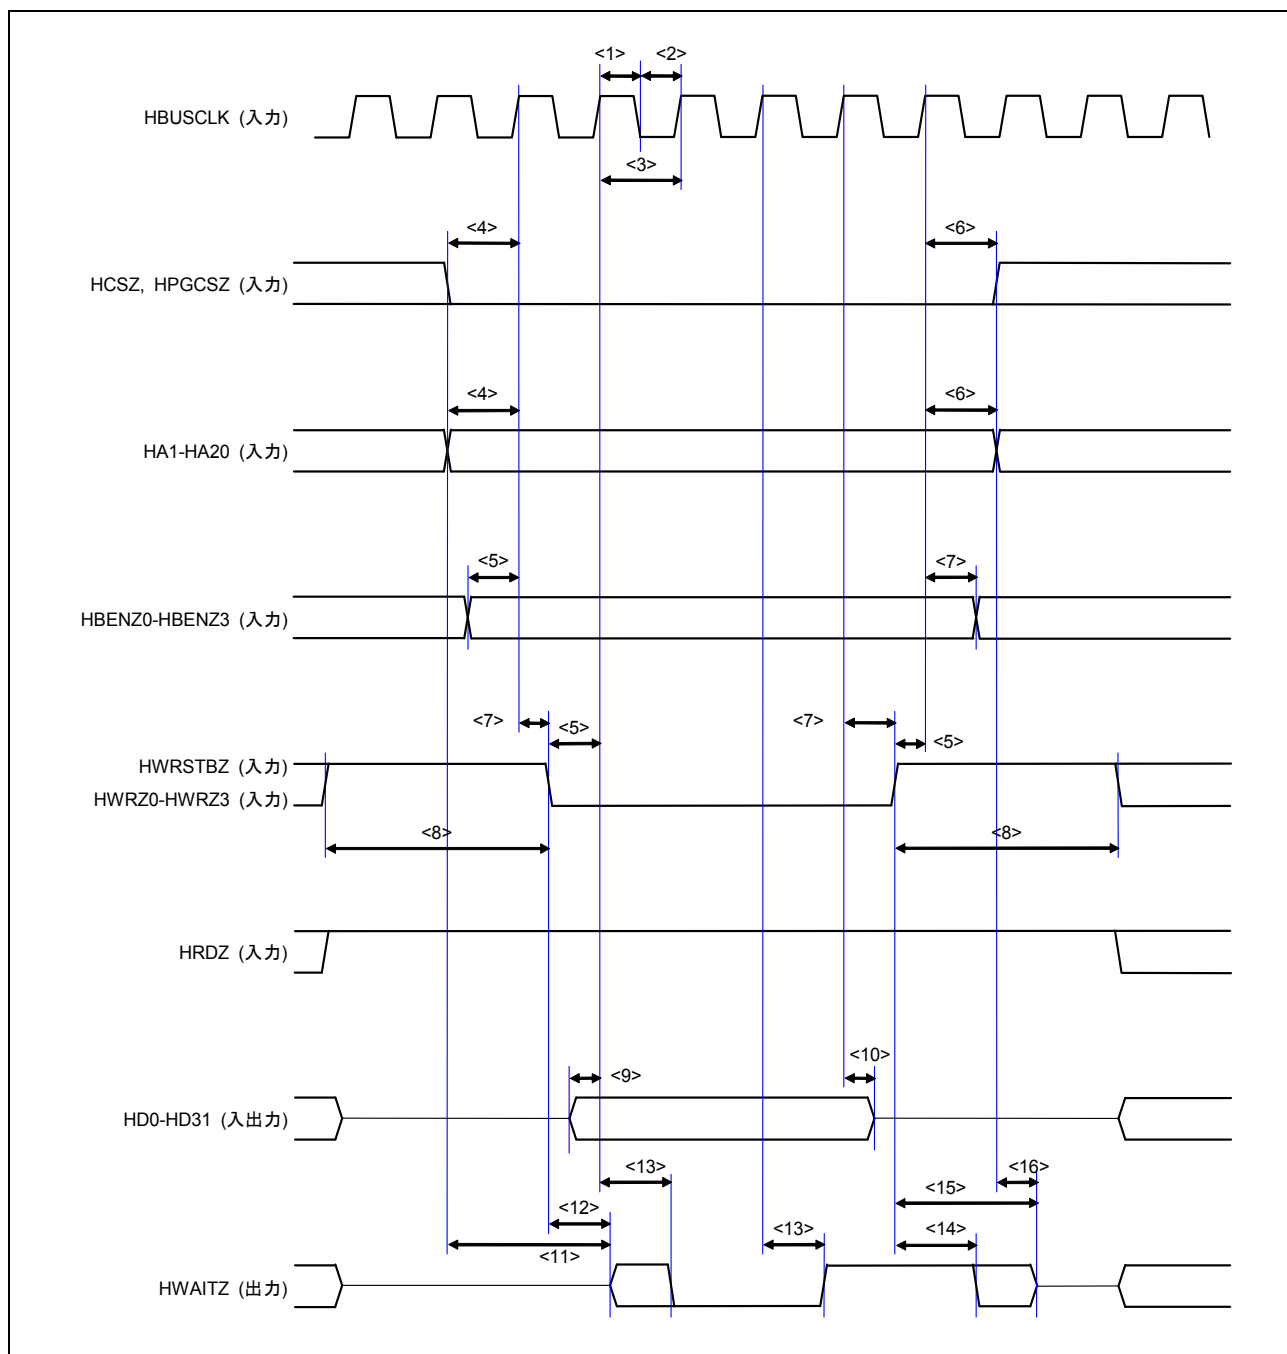 <1> <2>
HBUSCLK (入力)
<3>
<4> <6>
HCSZ, HPGCSZ (入力)
<4> <6>
HA1-HA20 (入力)
<5> <7>
HBENZ0-HBENZ3 (入力)
<7> <5> <7> <5>
HWRSTBZ (入力)
HWRZ0-HWRZ3 (入力)
<8> <8>
HRDZ (入力)
<10>
<9>
HD0-HD31 (入出力)
<13> <16>
<15>
<12>
<13> <14>
<11>
HWAITZ (出力)